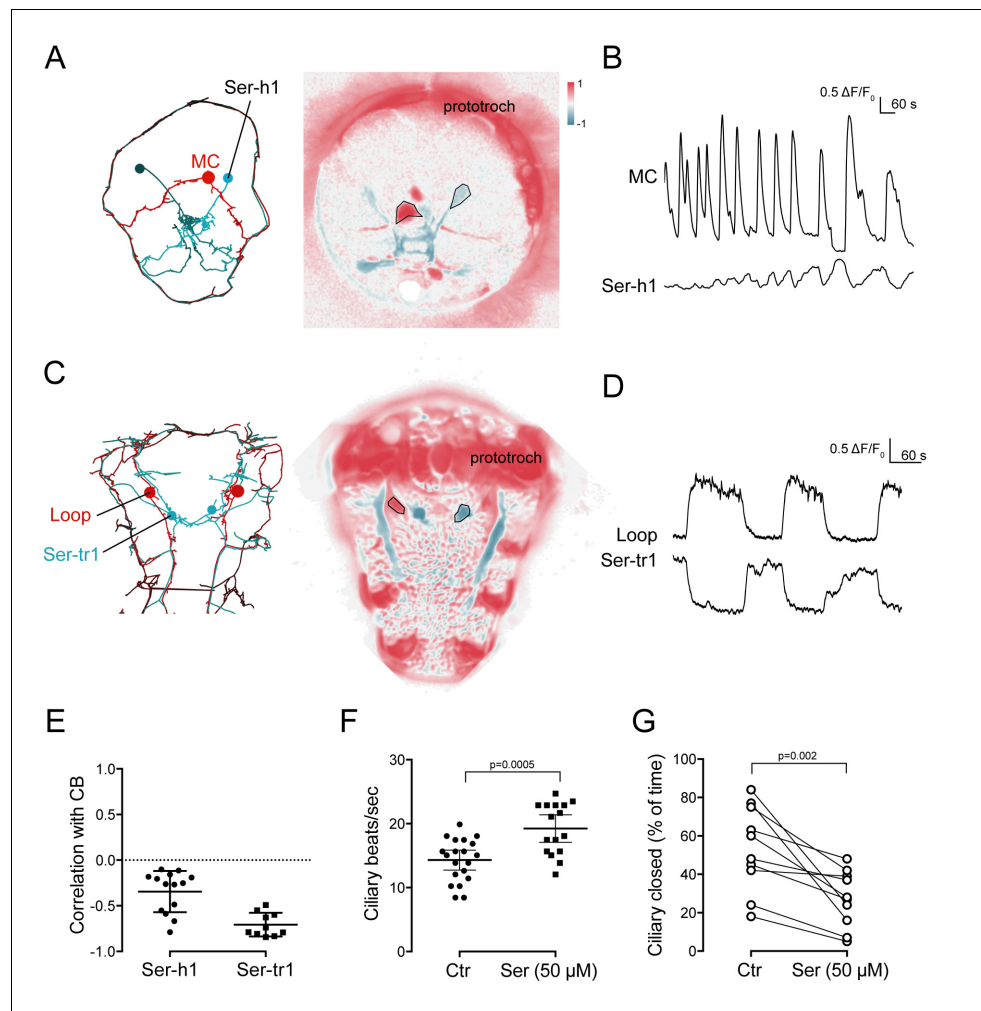 A
Ser-h1
MC
prototroch
1
-1
B
0.5 ΔF/F0
60 s
MC
Ser-h1
C
Loop
Ser-tr1
prototroch
D
0.5 ΔF/F0
60 s
Loop
Ser-tr1
E
Correlation with CB
1.0
0.5
0.0
-0.5
-1.0
Ser-h1
Ser-tr1
F
Ciliary beats/sec
30
20
10
0
p=0.0005
Ctr
Ser (50 µM)
G
Ciliary closed (% of time)
100
80
60
40
20
0
p=0.002
Ctr
Ser (50 µM)